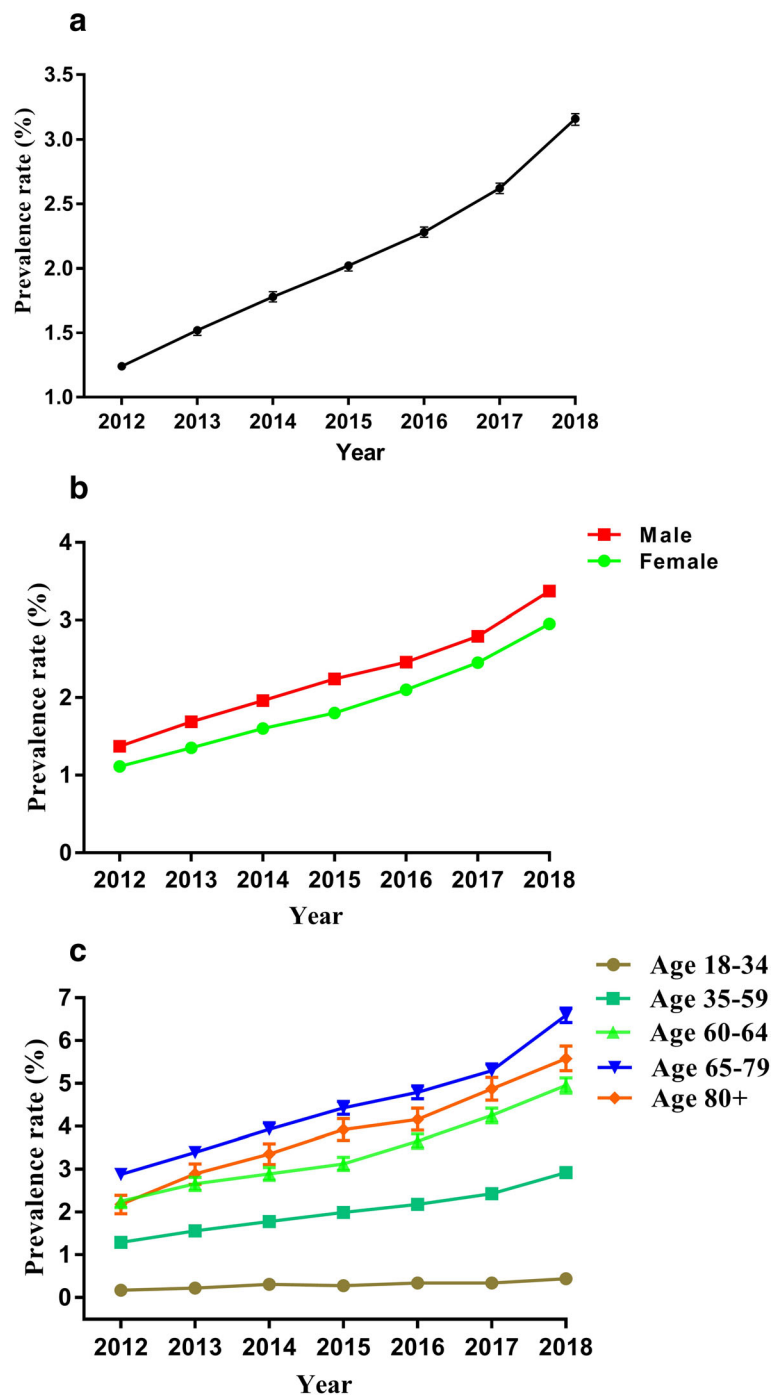 a
Prevalence rate (%)
3.5
3.0
2.5
2.0
1.5
1.0
2012 2013 2014 2015 2016 2017 2018
Year
b
Prevalence rate (%)
4
3
2
1
0
2012 2013 2014 2015 2016 2017 2018
Year
Male
Female
c
Prevalence rate (%)
7
6
5
4
3
2
1
0
2012 2013 2014 2015 2016 2017 2018
Year
Age 18-34
Age 35-59
Age 60-64
Age 65-79
Age 80+